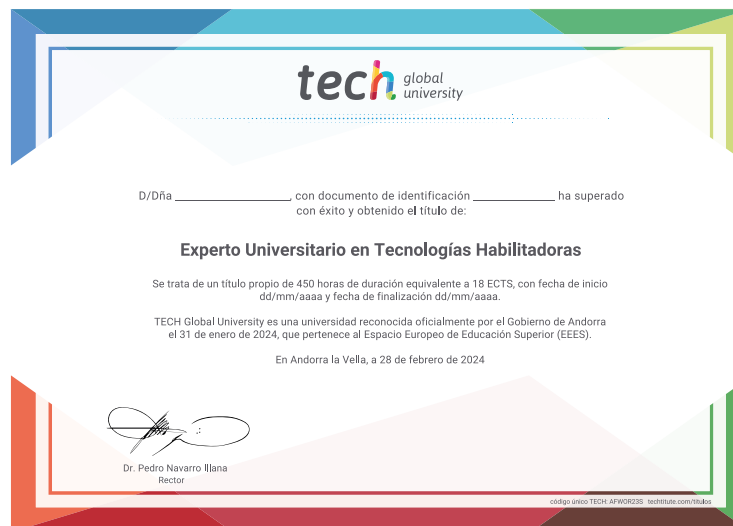 tech global university
D/Dña ________________, con documento de identificación ____________ ha superado
con éxito y obtenido el título de:
Experto Universitario en Tecnologías Habilitadoras
Se trata de un título propio de 450 horas de duración equivalente a 18 ECTS, con fecha de inicio
dd/mm/aaaa y fecha de finalización dd/mm/aaaa.
TECH Global University es una universidad reconocida oficialmente por el Gobierno de Andorra
el 31 de enero de 2024, que pertenece al Espacio Europeo de Educación Superior (EEES).
En Andorra la Vella, a 28 de febrero de 2024
Dr. Pedro Navarro Illana
Rector
código único TECH: AFWOR23S techtitute.com/titulos